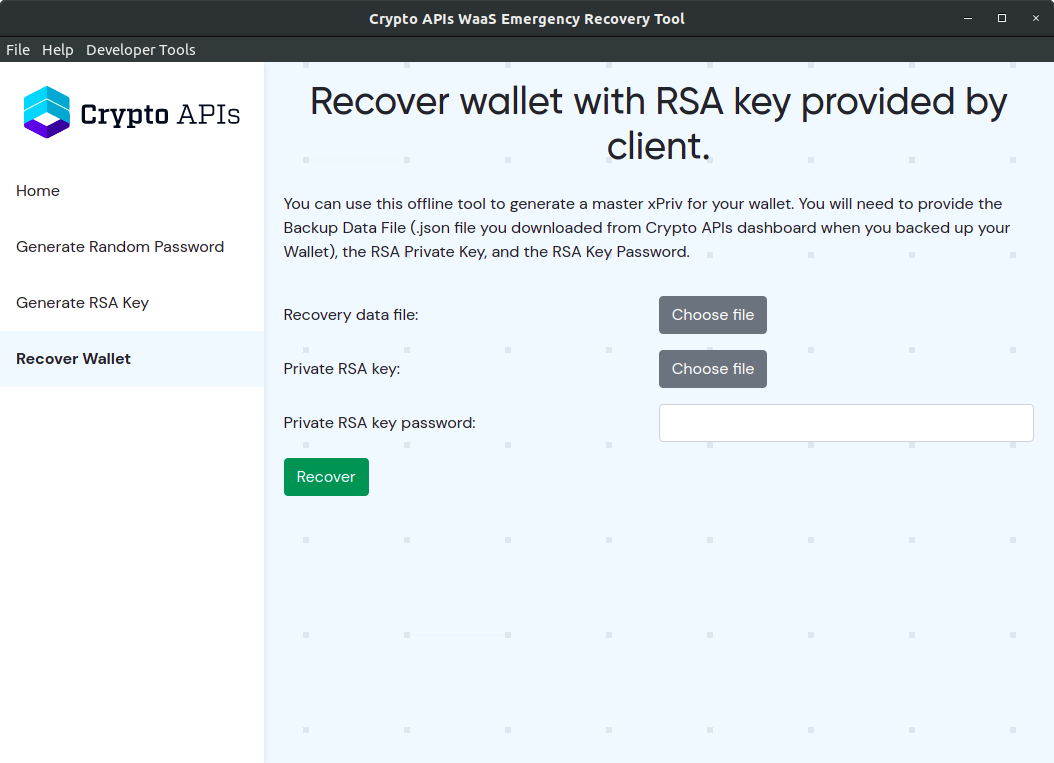 Crypto APIs WaaS Emergency Recovery Tool
File Help Developer Tools
Crypto APIs
Home
Generate Random Password
Generate RSA Key
Recover Wallet
Recover wallet with RSA key provided by
client.
You can use this offline tool to generate a master xPriv for your wallet. You will need to provide the
Backup Data File (.json file you downloaded from Crypto APIs dashboard when you backed up your
Wallet), the RSA Private Key, and the RSA Key Password.
Recovery data file:
Choose file
Private RSA key:
Choose file
Private RSA key password:
Recover